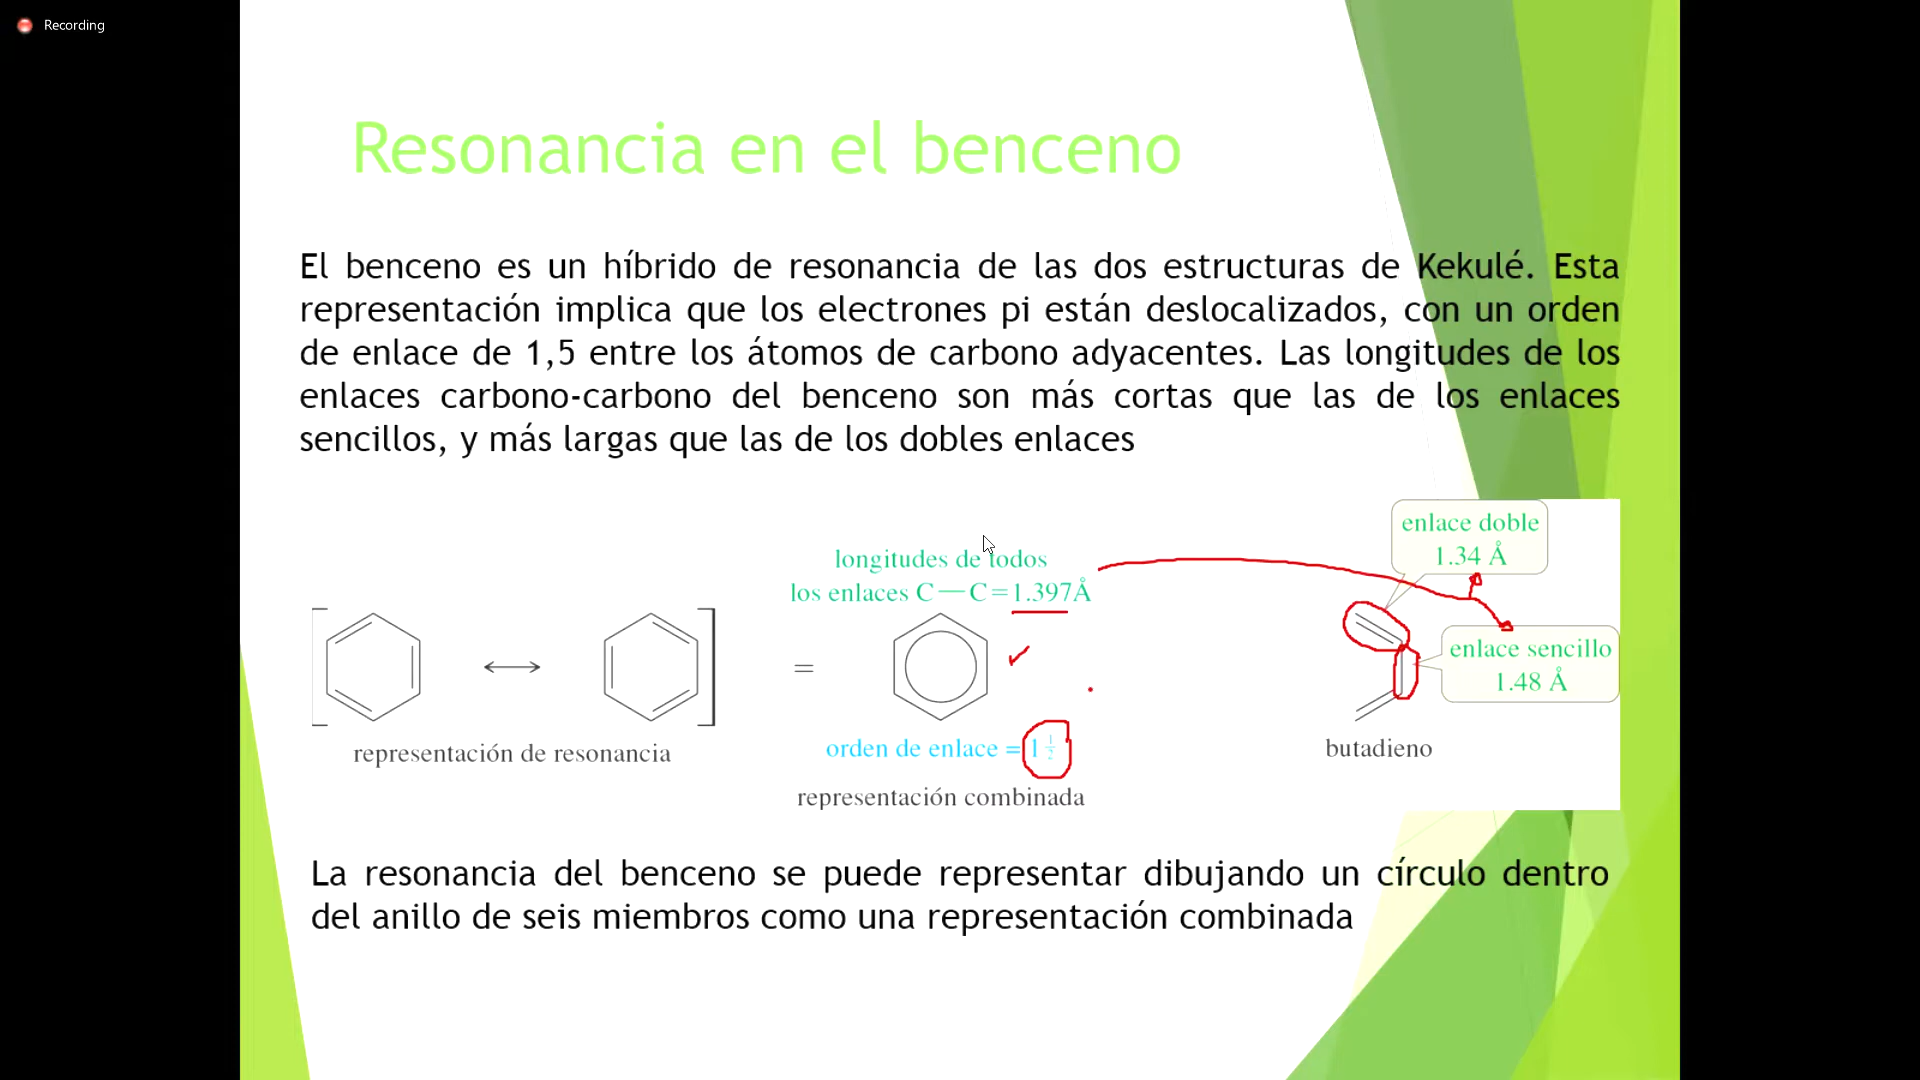 Recording
Resonancia en el benceno
El benceno es un híbrido de resonancia de las dos estructuras de Kekulé. Esta
representación implica que los electrones pi están deslocalizados, con un orden
de enlace de 1,5 entre los átomos de carbono adyacentes. Las longitudes de los
enlaces carbono-carbono del benceno son más cortas que las de los enlaces
sencillos, y más largas que las de los dobles enlaces
enlace doble
1.34 Å
longitudes de todos
los enlaces C—C=1.397Å
enlace sencillo
1.48 Å
=
representación de resonancia
orden de enlace = 1 1/2
butadieno
representación combinada
La resonancia del benceno se puede representar dibujando un círculo dentro
del anillo de seis miembros como una representación combinada